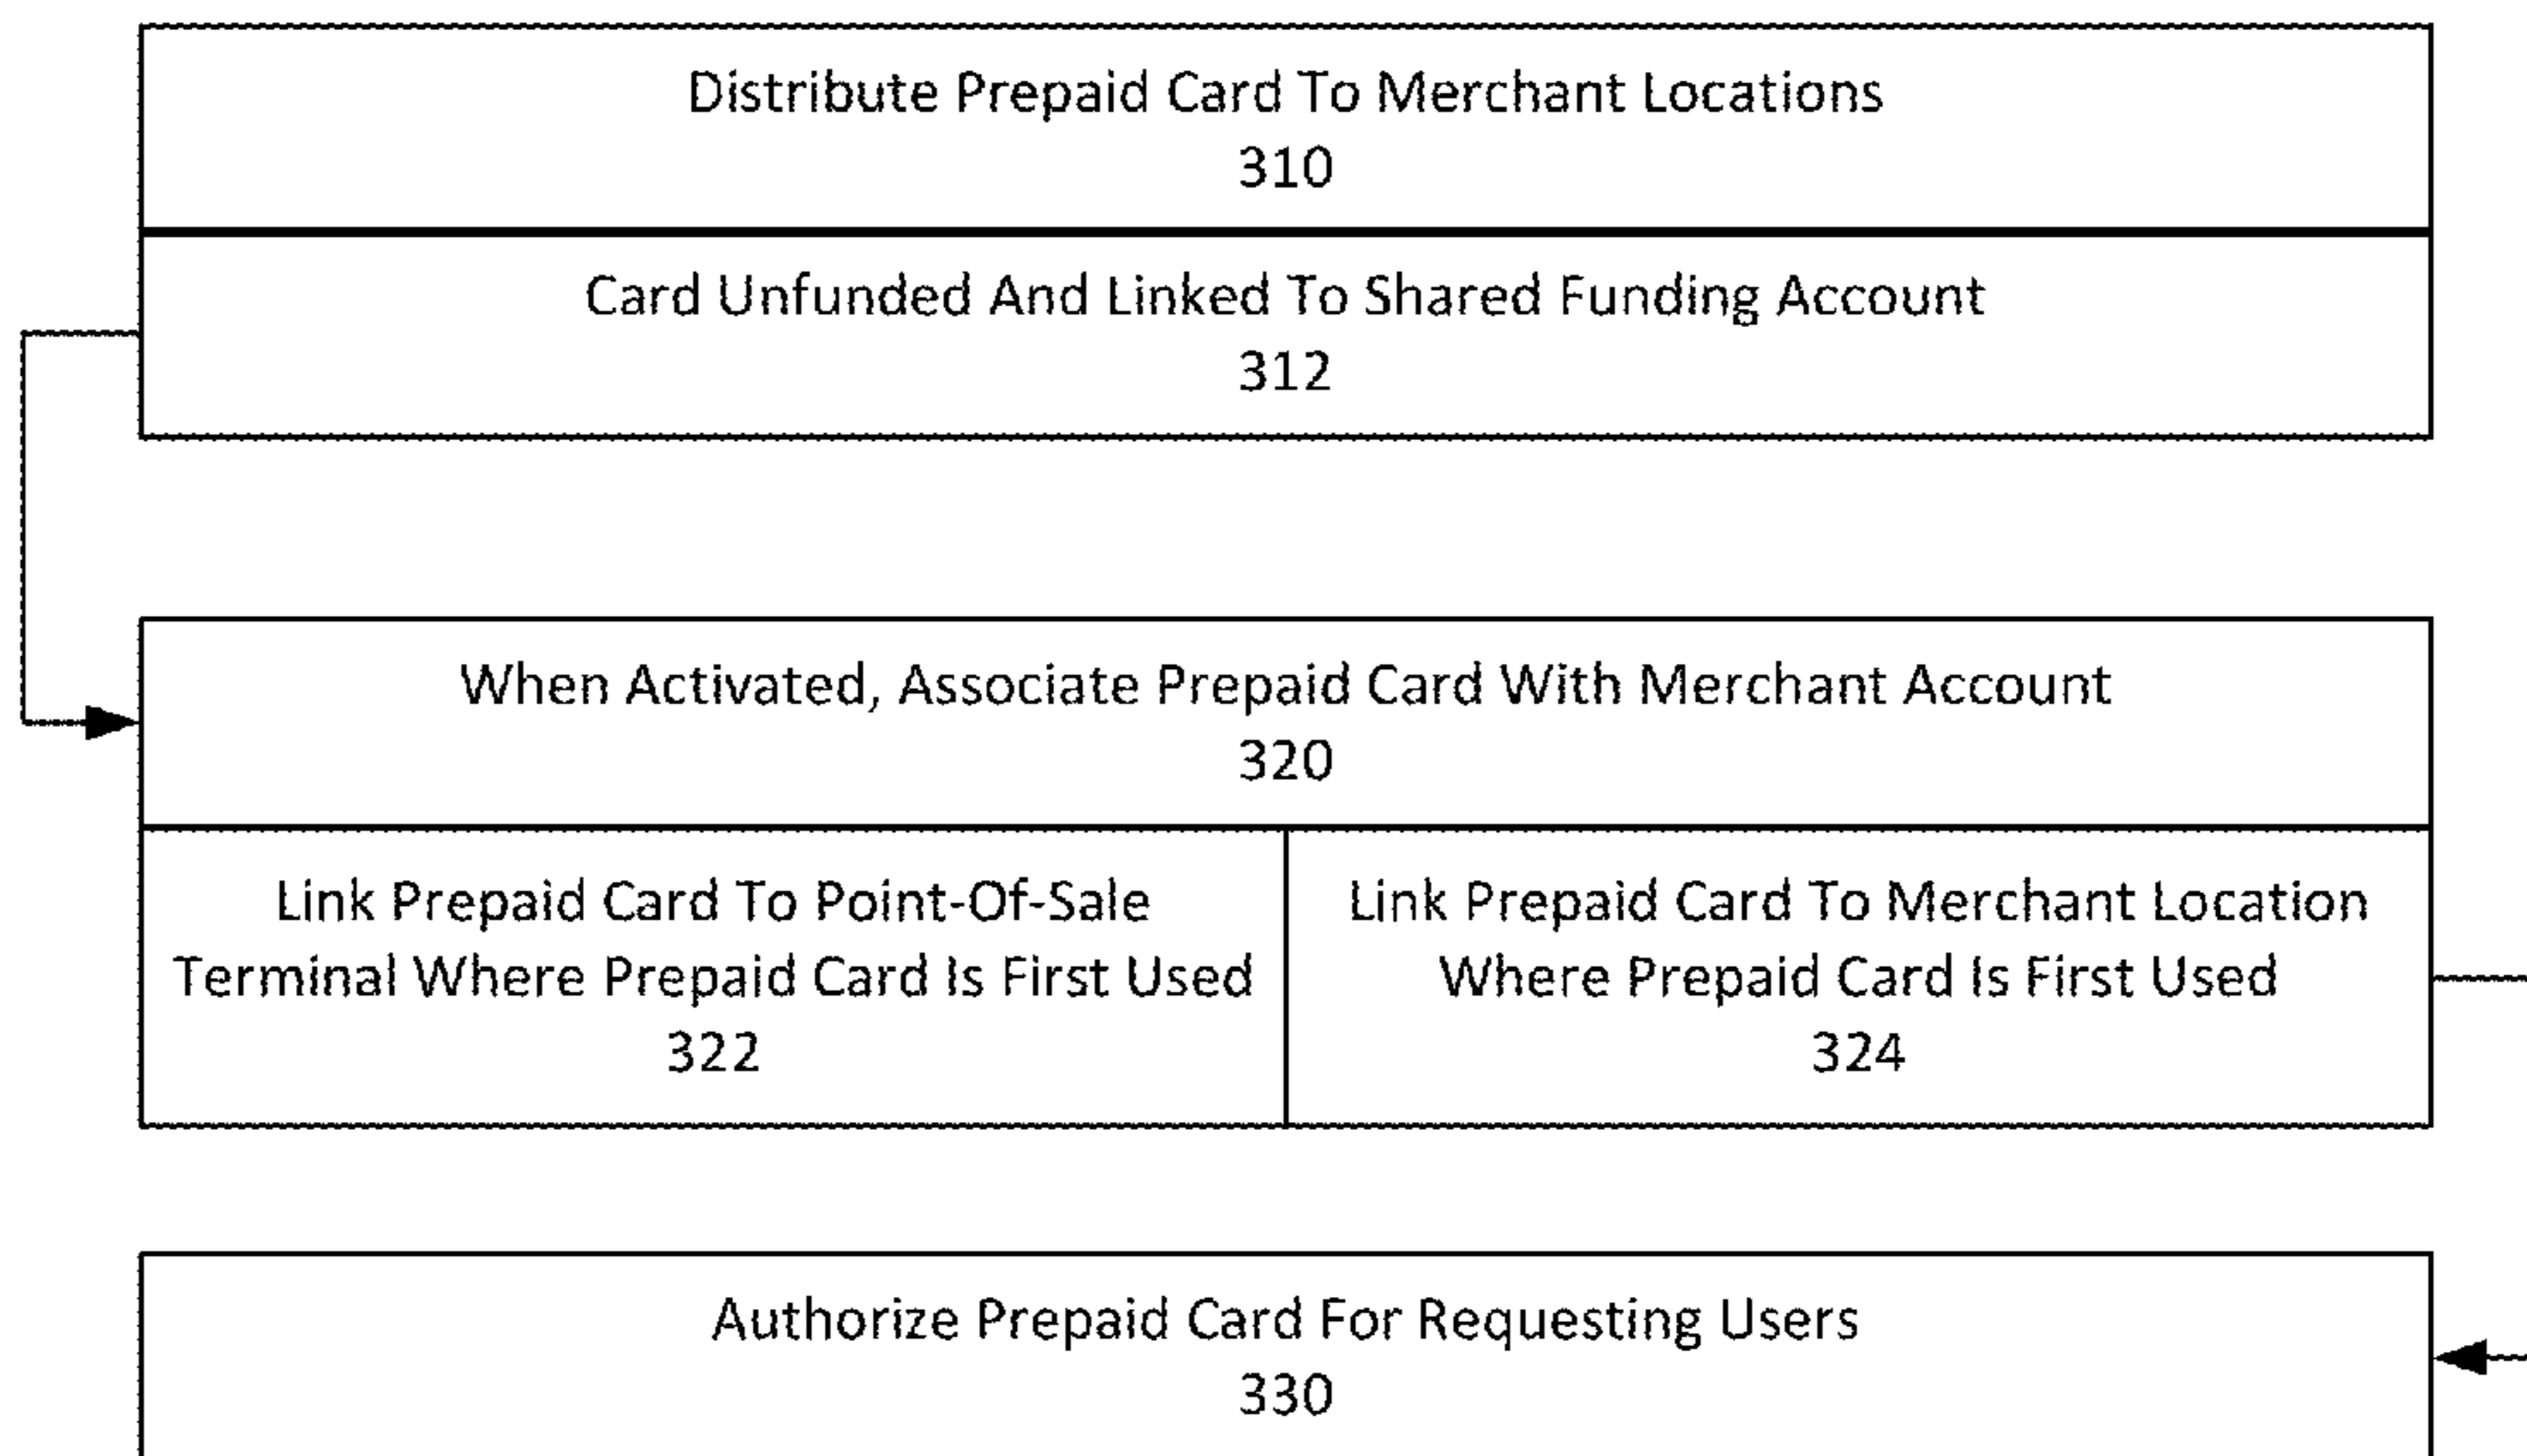 Distribute Prepaid Card To Merchant Locations
310
Card Unfunded And Linked To Shared Funding Account
312
When Activated, Associate Prepaid Card With Merchant Account
320
Link Prepaid Card To Point-Of-Sale
Terminal Where Prepaid Card Is First Used
322
Link Prepaid Card To Merchant Location
Where Prepaid Card Is First Used
324
Authorize Prepaid Card For Requesting Users
330